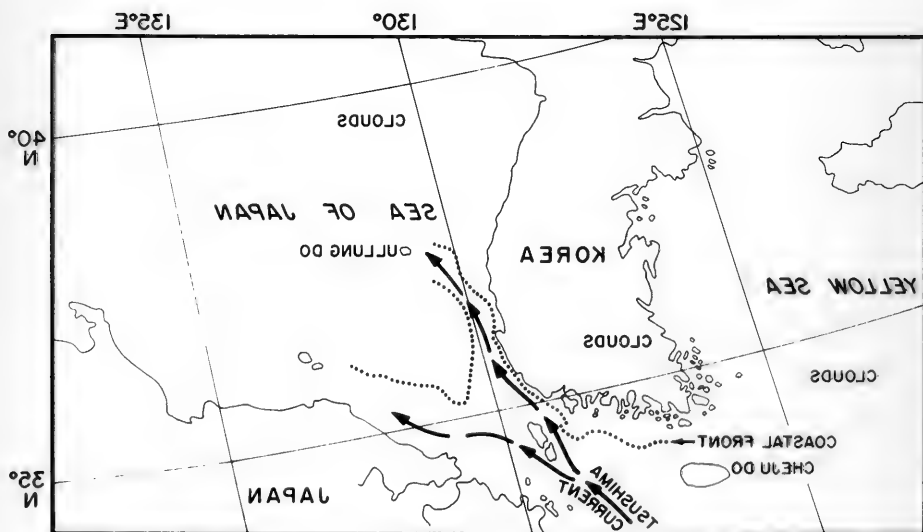 135°E
130°E
125°E
40°
N
CLOUDS
SEA OF JAPAN
ULLUNG DO
KOREA
YELLOW SEA
CLOUDS
CLOUDS
COASTAL FRONT
CHEJU DO
35°
N
JAPAN
TSUSHIMA
CURRENT